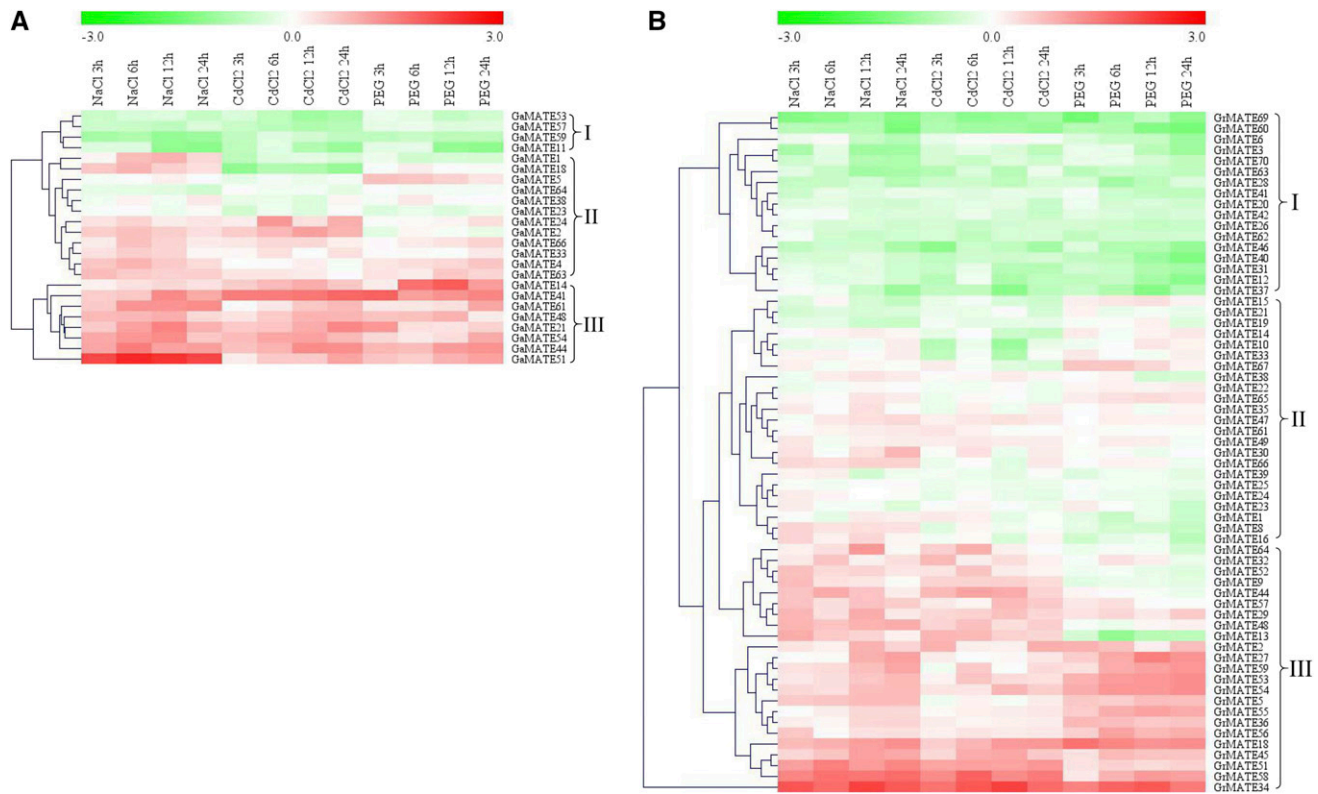 A
-3.0 0.0 3.0
NaCl 3h
NaCl 6h
NaCl 12h
NaCl 24h
CdCl2 3h
CdCl2 6h
CdCl2 12h
CdCl2 24h
PEG 3h
PEG 6h
PEG 12h
PEG 24h
GaMATE53
GaMATE57
GaMATE59
GaMATE11
GaMATE1
GaMATE18
GaMATE5
GaMATE64
GaMATE38
GaMATE23
GaMATE24
GaMATE2
GaMATE66
GaMATE33
GaMATE4
GaMATE63
GaMATE14
GaMATE41
GaMATE61
GaMATE48
GaMATE21
GaMATE54
GaMATE44
GaMATE51
I
II
III
B
-3.0 0.0 3.0
NaCl 3h
NaCl 6h
NaCl 12h
NaCl 24h
CdCl2 3h
CdCl2 6h
CdCl2 12h
CdCl2 24h
PEG 3h
PEG 6h
PEG 12h
PEG 24h
GrMATE69
GrMATE60
GrMATE6
GrMATE3
GrMATE70
GrMATE63
GrMATE28
GrMATE41
GrMATE20
GrMATE42
GrMATE26
GrMATE62
GrMATE46
GrMATE40
GrMATE31
GrMATE12
GrMATE37
GrMATE15
GrMATE21
GrMATE19
GrMATE14
GrMATE10
GrMATE33
GrMATE67
GrMATE38
GrMATE22
GrMATE65
GrMATE35
GrMATE47
GrMATE61
GrMATE49
GrMATE30
GrMATE66
GrMATE39
GrMATE25
GrMATE24
GrMATE23
GrMATE1
GrMATE8
GrMATE16
GrMATE64
GrMATE32
GrMATE52
GrMATE9
GrMATE44
GrMATE57
GrMATE29
GrMATE48
GrMATE13
GrMATE2
GrMATE27
GrMATE59
GrMATE53
GrMATE54
GrMATE5
GrMATE55
GrMATE36
GrMATE56
GrMATE18
GrMATE45
GrMATE51
GrMATE58
GrMATE34
I
II
III